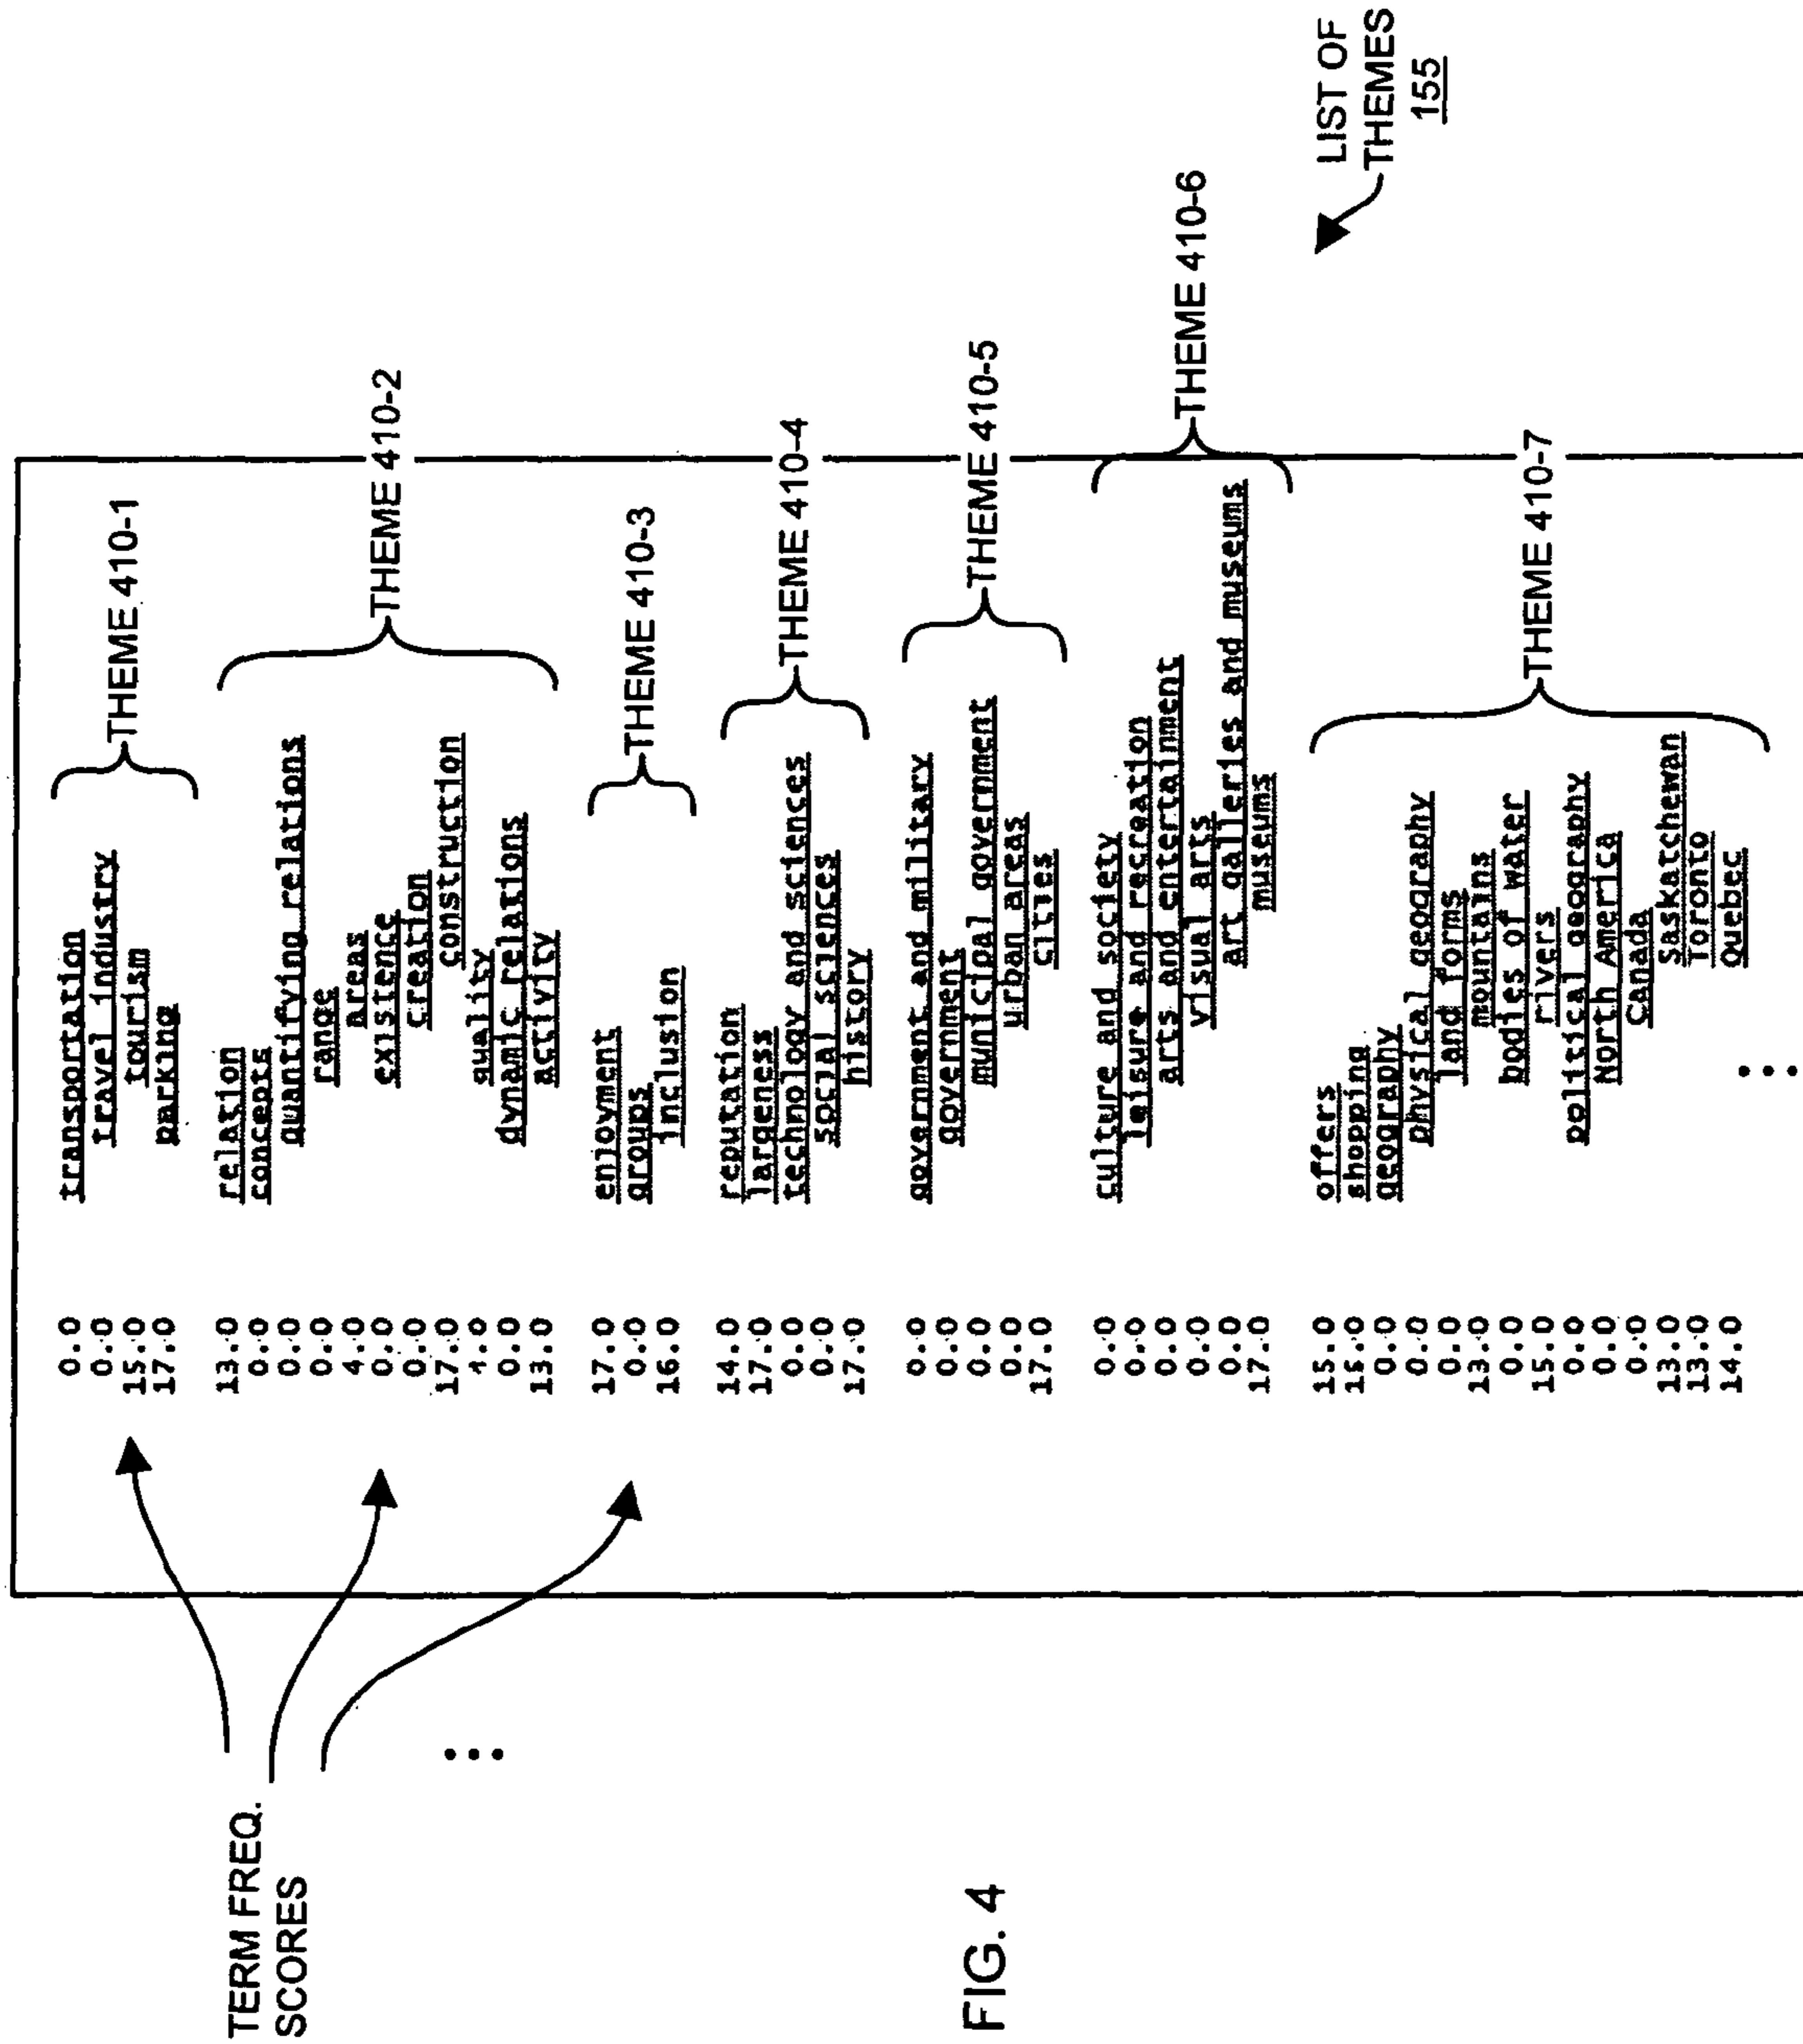 TERM FREQ.
SCORES
0.0 transportation
0.0 travel industry
15.0 tourism
17.0 parking
THEME 410-1
13.0 relation
0.0 concepts
0.0 quantifying relations
0.0 range
4.0 areas
0.0 existence
0.0 creation
17.0 construction
quality
0.0 dynamic relations
13.0 activity
THEME 410-2
17.0 enjoyment
0.0 groups
16.0 inclusion
THEME 410-3
14.0 reputation
17.0 largeness
0.0 technology and sciences
0.0 social sciences
17.0 history
THEME 410-4
0.0 government and military
0.0 government
0.0 municipal government
0.0 urban areas
17.0 cities
THEME 410-5
0.0 culture and society
0.0 leisure and recreation
0.0 arts and entertainment
0.0 visual arts
0.0 art galleries and museums
17.0 museums
THEME 410-6
15.0 offers
shopping
0.0 geography
0.0 physical geography
0.0 land forms
13.0 mountains
0.0 bodies of water
15.0 rivers
0.0 political geography
0.0 North America
0.0 Canada
13.0 Saskatchewan
13.0 Toronto
14.0 Quebec
THEME 410-7
LIST OF
THEMES
155
FIG. 4